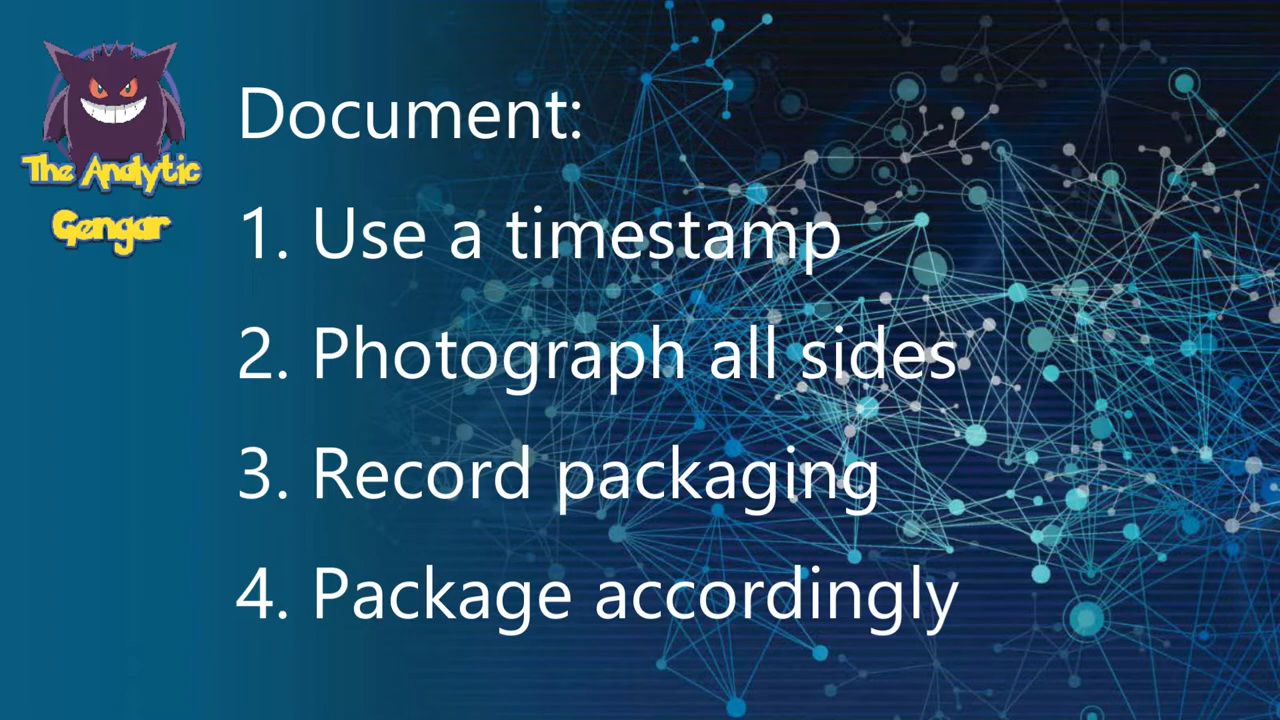 The Analytic
Gengar
Document:
1. Use a timestamp
2. Photograph all sides
3. Record packaging
4. Package accordingly